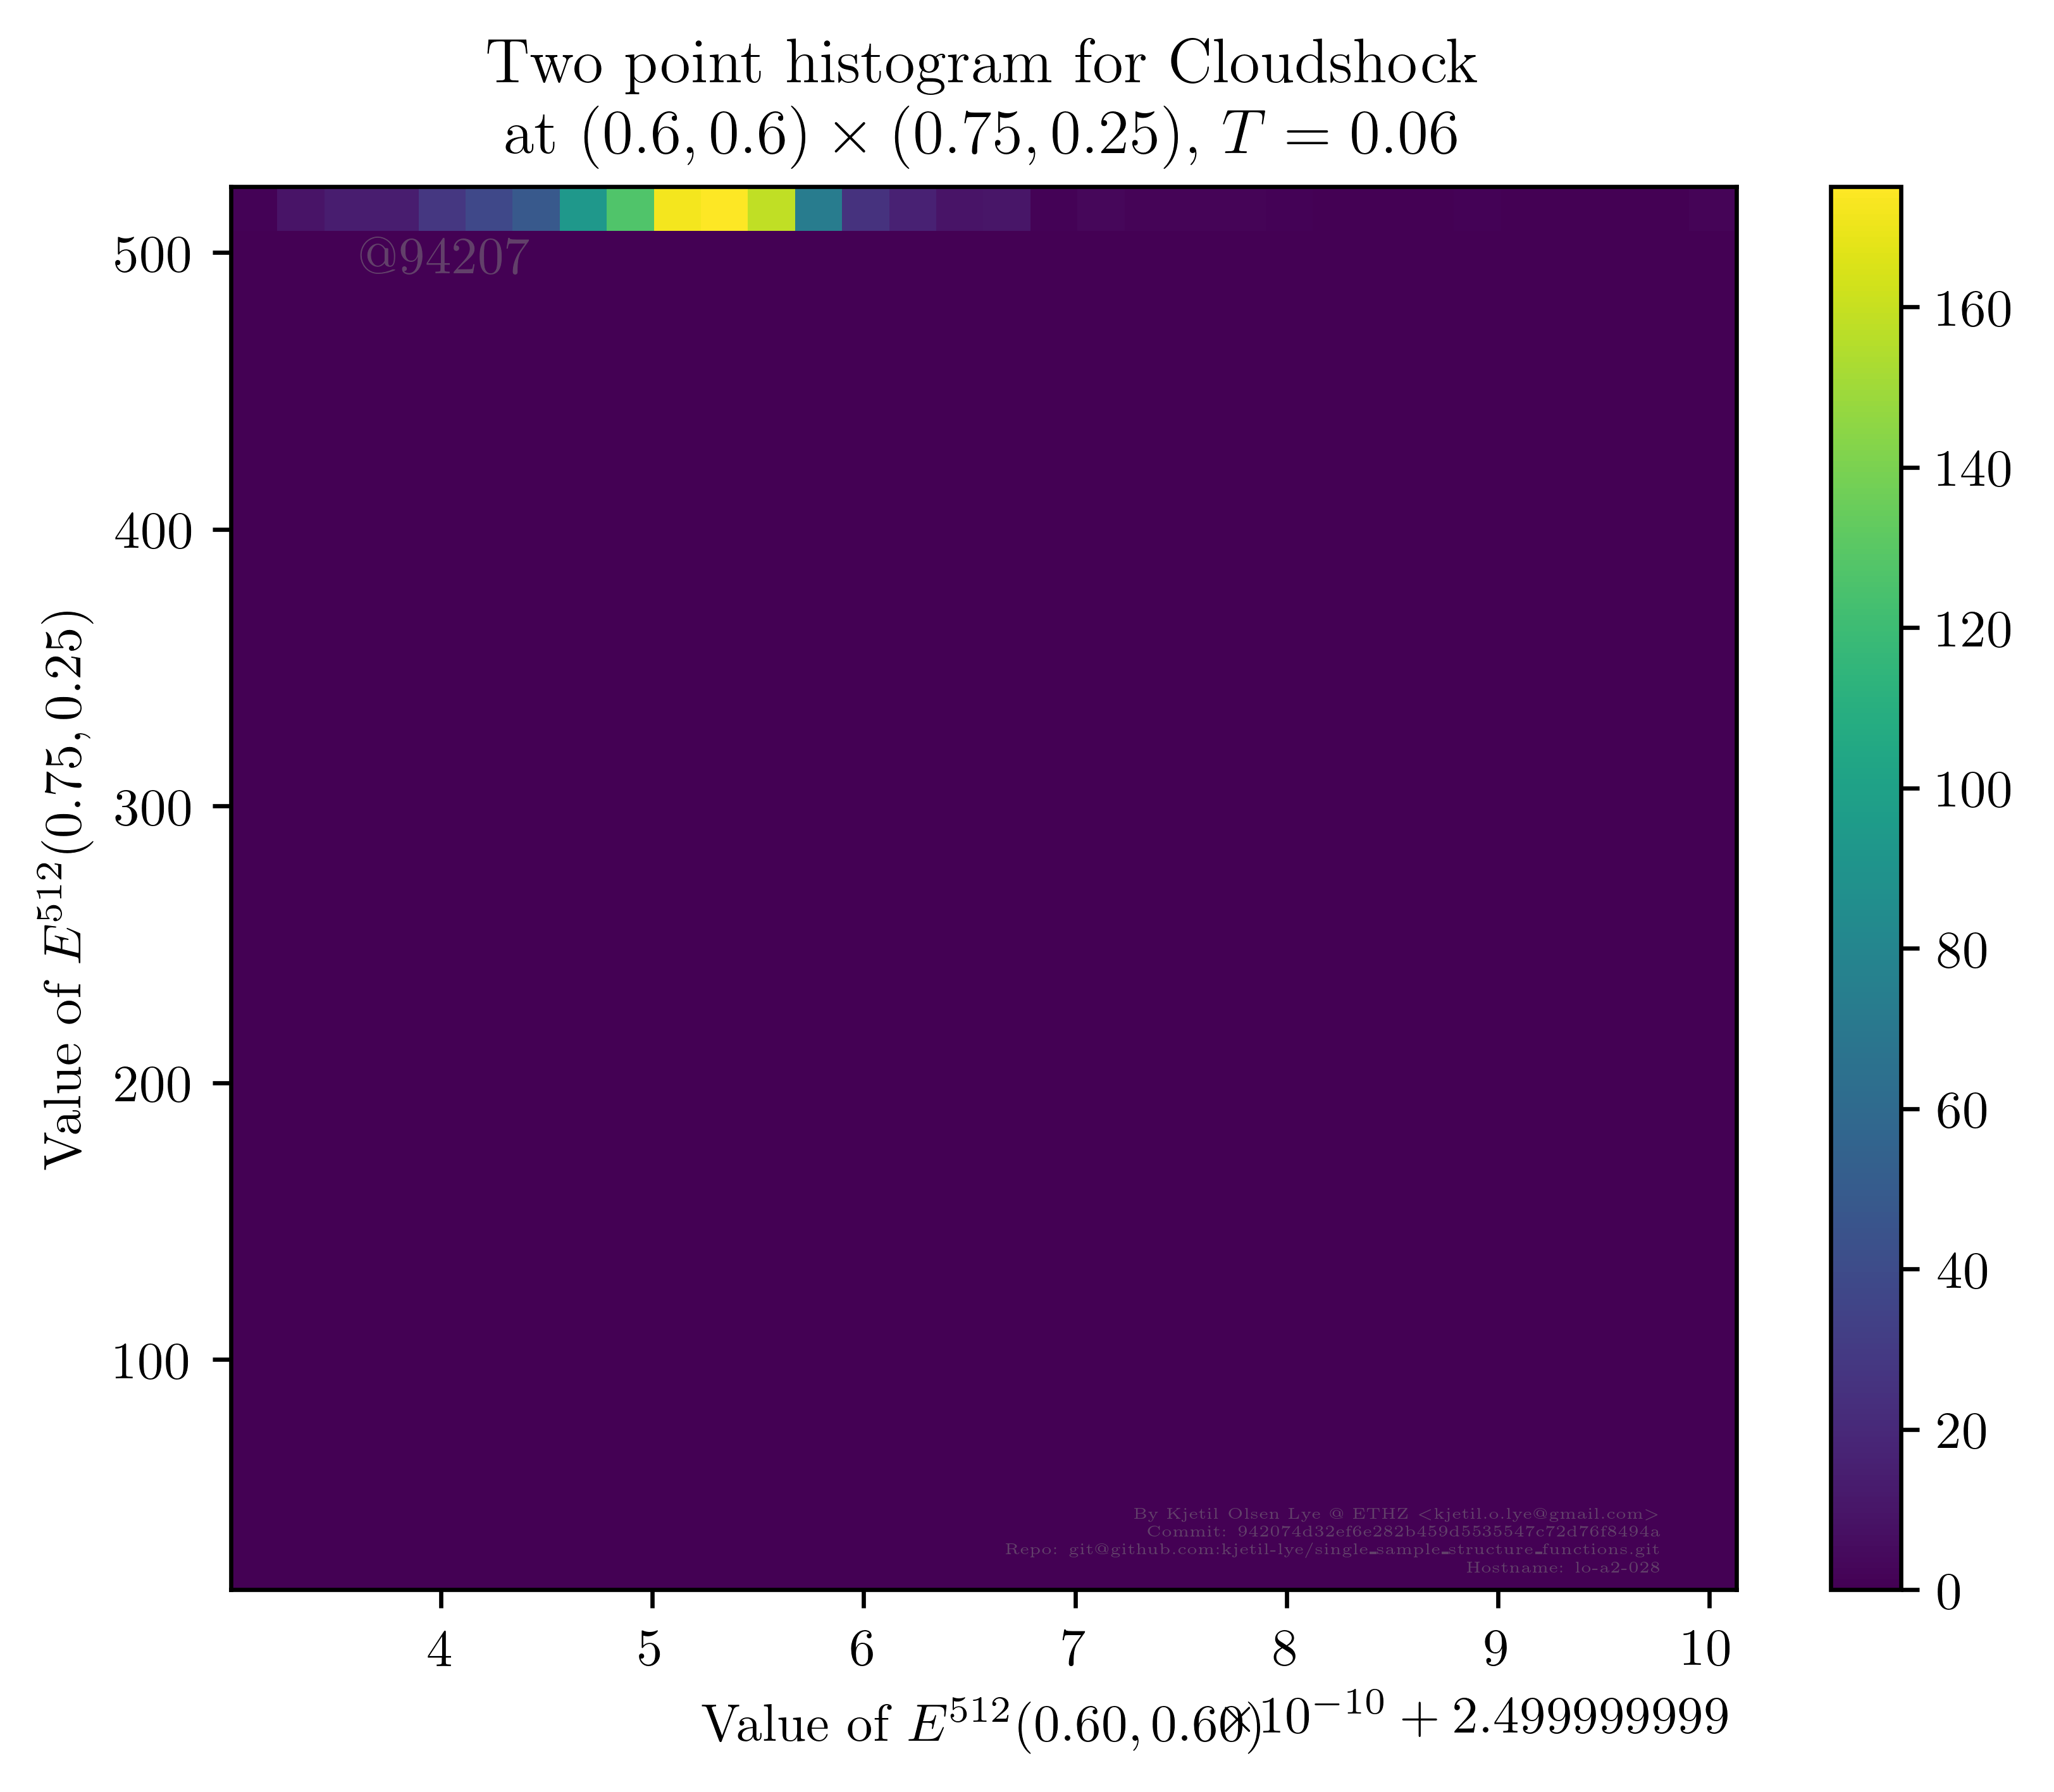 Two point histogram for Cloudshock
at (0.6, 0.6) × (0.75, 0.25), T = 0.06
500
400
300
200
100
Value of E^512(0.75, 0.25)
©94207
By Kjetil Olsen Lye @ ETHZ <kjetil.o.lye@gmail.com>
Commit: 942074d32ef6e282b459d5535547c72d76f8494a
Repo: git@github.com:kjetil-lye/single_sample_structure_functions.git
Hostname: lo-a2-028
4 5 6 7 8 9 10
Value of E^512(0.60, 0.60)
×10^−10 + 2.499999999
160
140
120
100
80
60
40
20
0